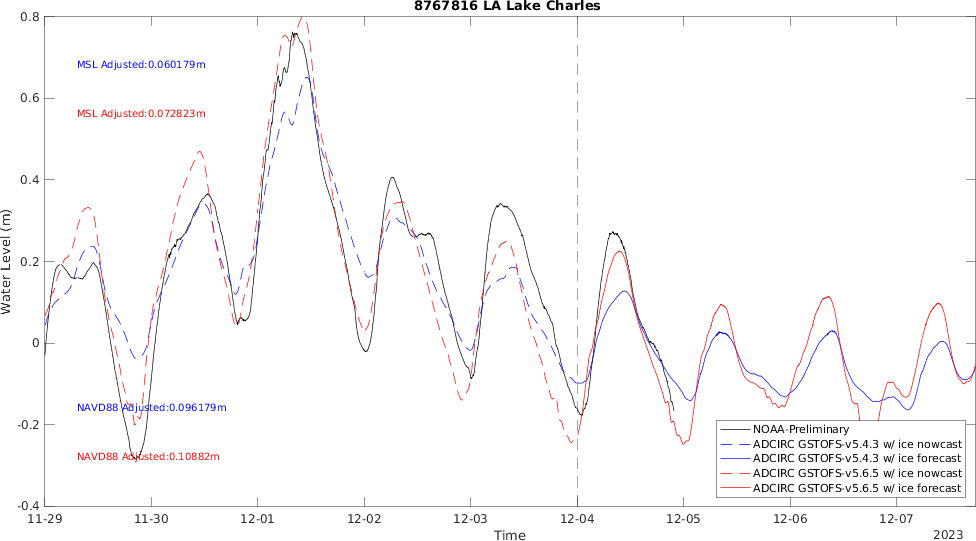 8767816 LA Lake Charles
0.8
MSL Adjusted:0.060179m
0.6
MSL Adjusted:0.072823m
0.4
0.2
Water Level (m)
0
NAVD88 Adjusted:0.096179m
-0.2
NAVD88 Adjusted:0.10882m
-0.4
NOAA-Preliminary
ADCIRC GSTOFS-v5.4.3 w/ ice nowcast
ADCIRC GSTOFS-v5.4.3 w/ ice forecast
ADCIRC GSTOFS-v5.6.5 w/ ice nowcast
ADCIRC GSTOFS-v5.6.5 w/ ice forecast
11-29 11-30 12-01 12-02 12-03 12-04 12-05 12-06 12-07
Time
2023